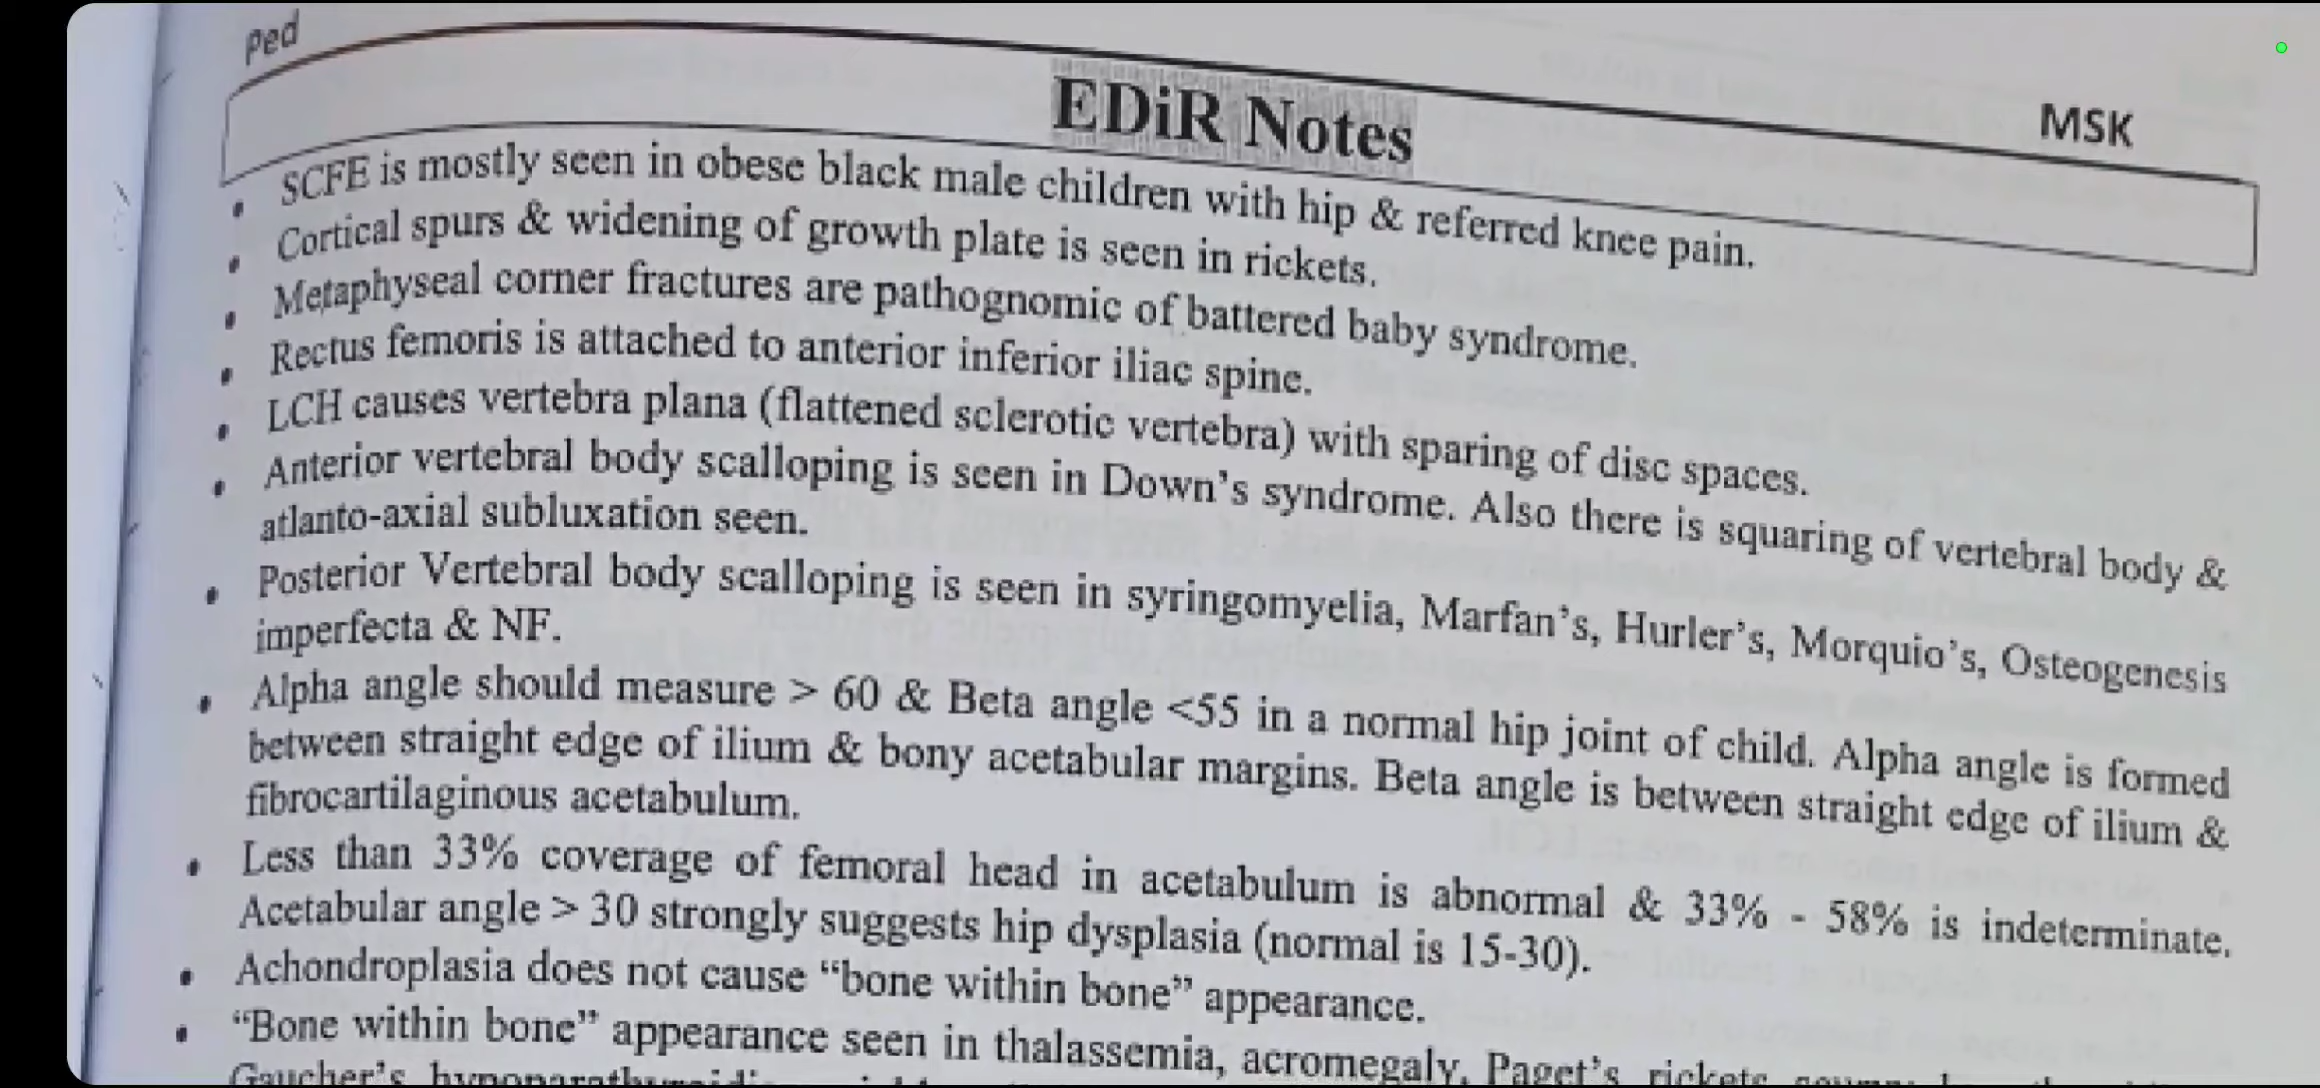 Ped
EDiR Notes
MSK
• SCFE is mostly seen in obese black male children with hip & referred knee pain.
• Cortical spurs & widening of growth plate is seen in rickets.
• Metaphyseal corner fractures are pathognomic of battered baby syndrome.
• Rectus femoris is attached to anterior inferior iliac spine.
• LCH causes vertebra plana (flattened sclerotic vertebra) with sparing of disc spaces.
• Anterior vertebral body scalloping is seen in Down's syndrome. Also there is squaring of vertebral body &
atlanto-axial subluxation seen.
• Posterior Vertebral body scalloping is seen in syringomyelia, Marfan's, Hurler's, Morquio's, Osteogenesis
imperfecta & NF.
• Alpha angle should measure > 60 & Beta angle <55 in a normal hip joint of child. Alpha angle is formed
between straight edge of ilium & bony acetabular margins. Beta angle is between straight edge of ilium &
fibrocartilaginous acetabulum.
• Less than 33% coverage of femoral head in acetabulum is abnormal & 33% - 58% is indeterminate.
Acetabular angle > 30 strongly suggests hip dysplasia (normal is 15-30).
• Achondroplasia does not cause "bone within bone" appearance.
• "Bone within bone" appearance seen in thalassemia, acromegaly, Paget's, rickets,
Gaucher's